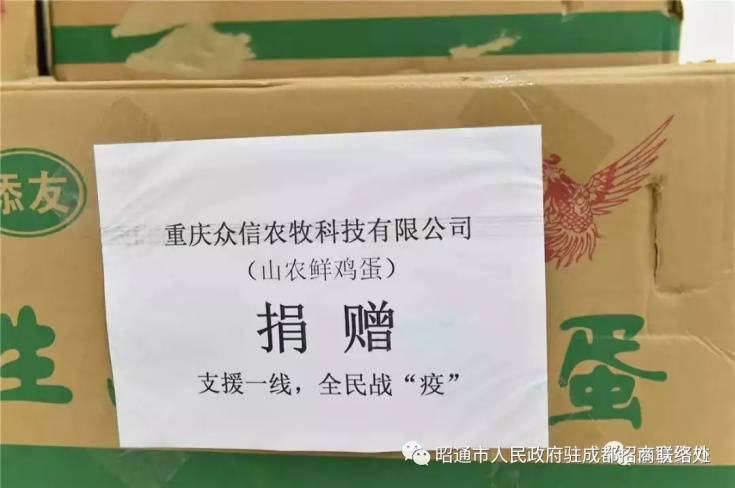 添友
重庆众信农牧科技有限公司
（山农鲜鸡蛋）
捐赠
支援一线，全民战“疫”
生
蛋
昭通市人民政府驻成都招商联络处